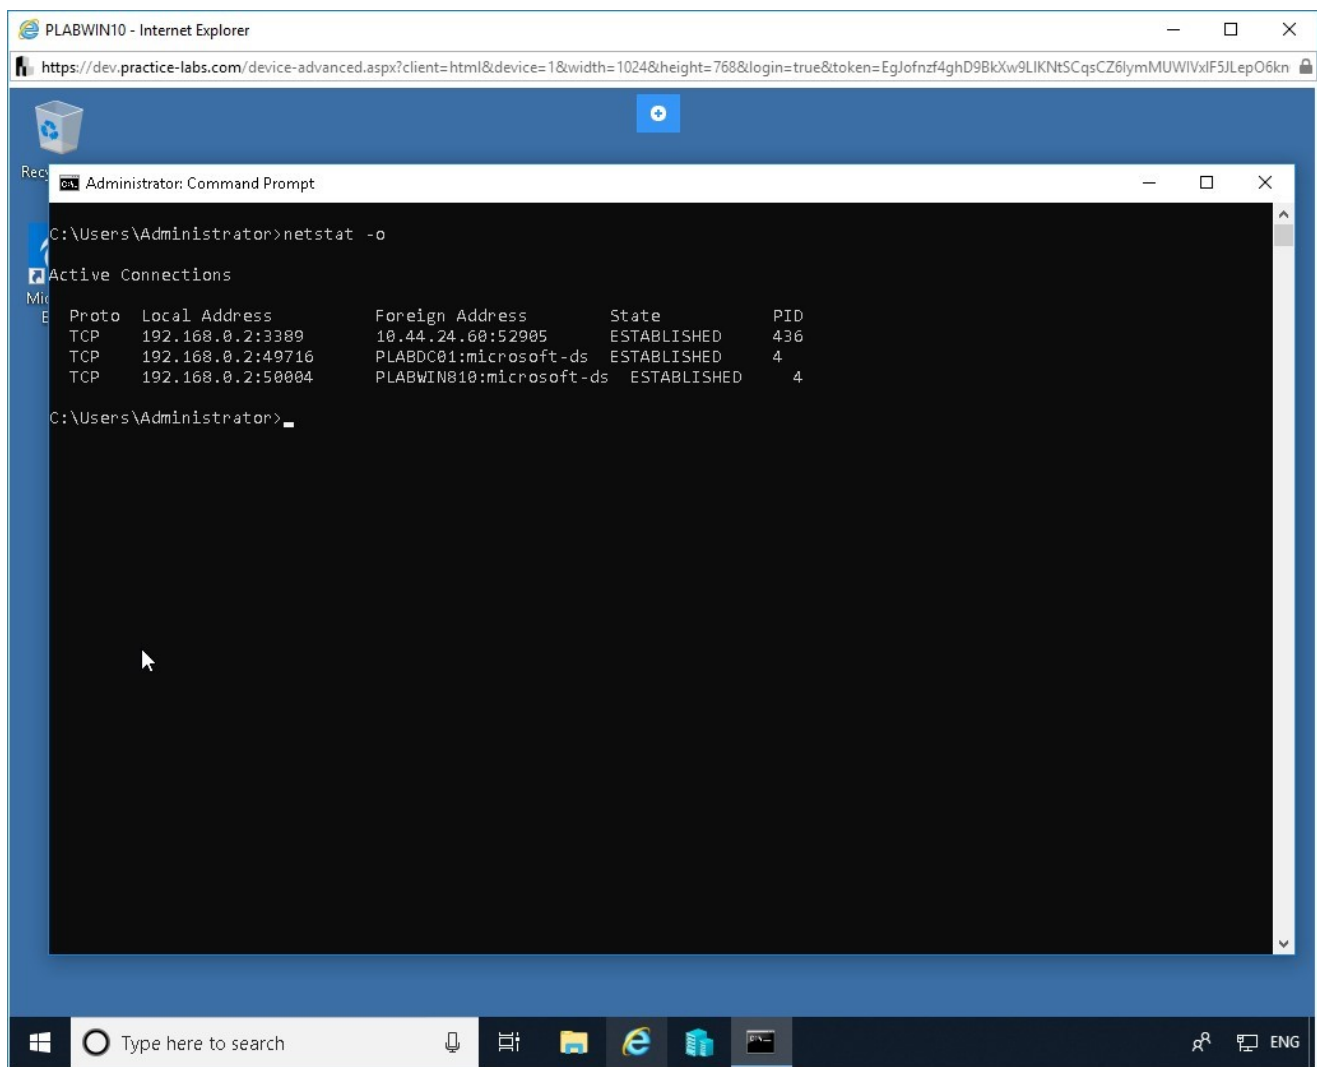 PLABWIN10 - Internet Explorer
https://dev.practice-labs.com/device-advanced.aspx?client=html&device=1&width=1024&height=768&login=true&token=
Recy
Administrator: Command Prompt
C:\Users\Administrator>netstat -o
Active Connections
Mic
E
Proto Local Address Foreign Address State PID
TCP 192.168.0.2:3389 10.44.24.60:52905 ESTABLISHED 436
TCP 192.168.0.2:49716 PLABDC01:microsoft-ds ESTABLISHED 4
TCP 192.168.0.2:50004 PLABWIN810:microsoft-ds ESTABLISHED 4
C:\Users\Administrator>
Type here to search
ENG